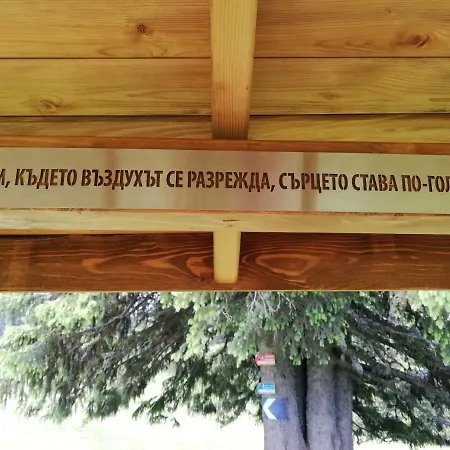 , КЪДЕТО ВЪЗДУХЪТ СЕ РАЗРЕЖДА, СЪРЦЕТО СТАВА ПО-ГОЛ